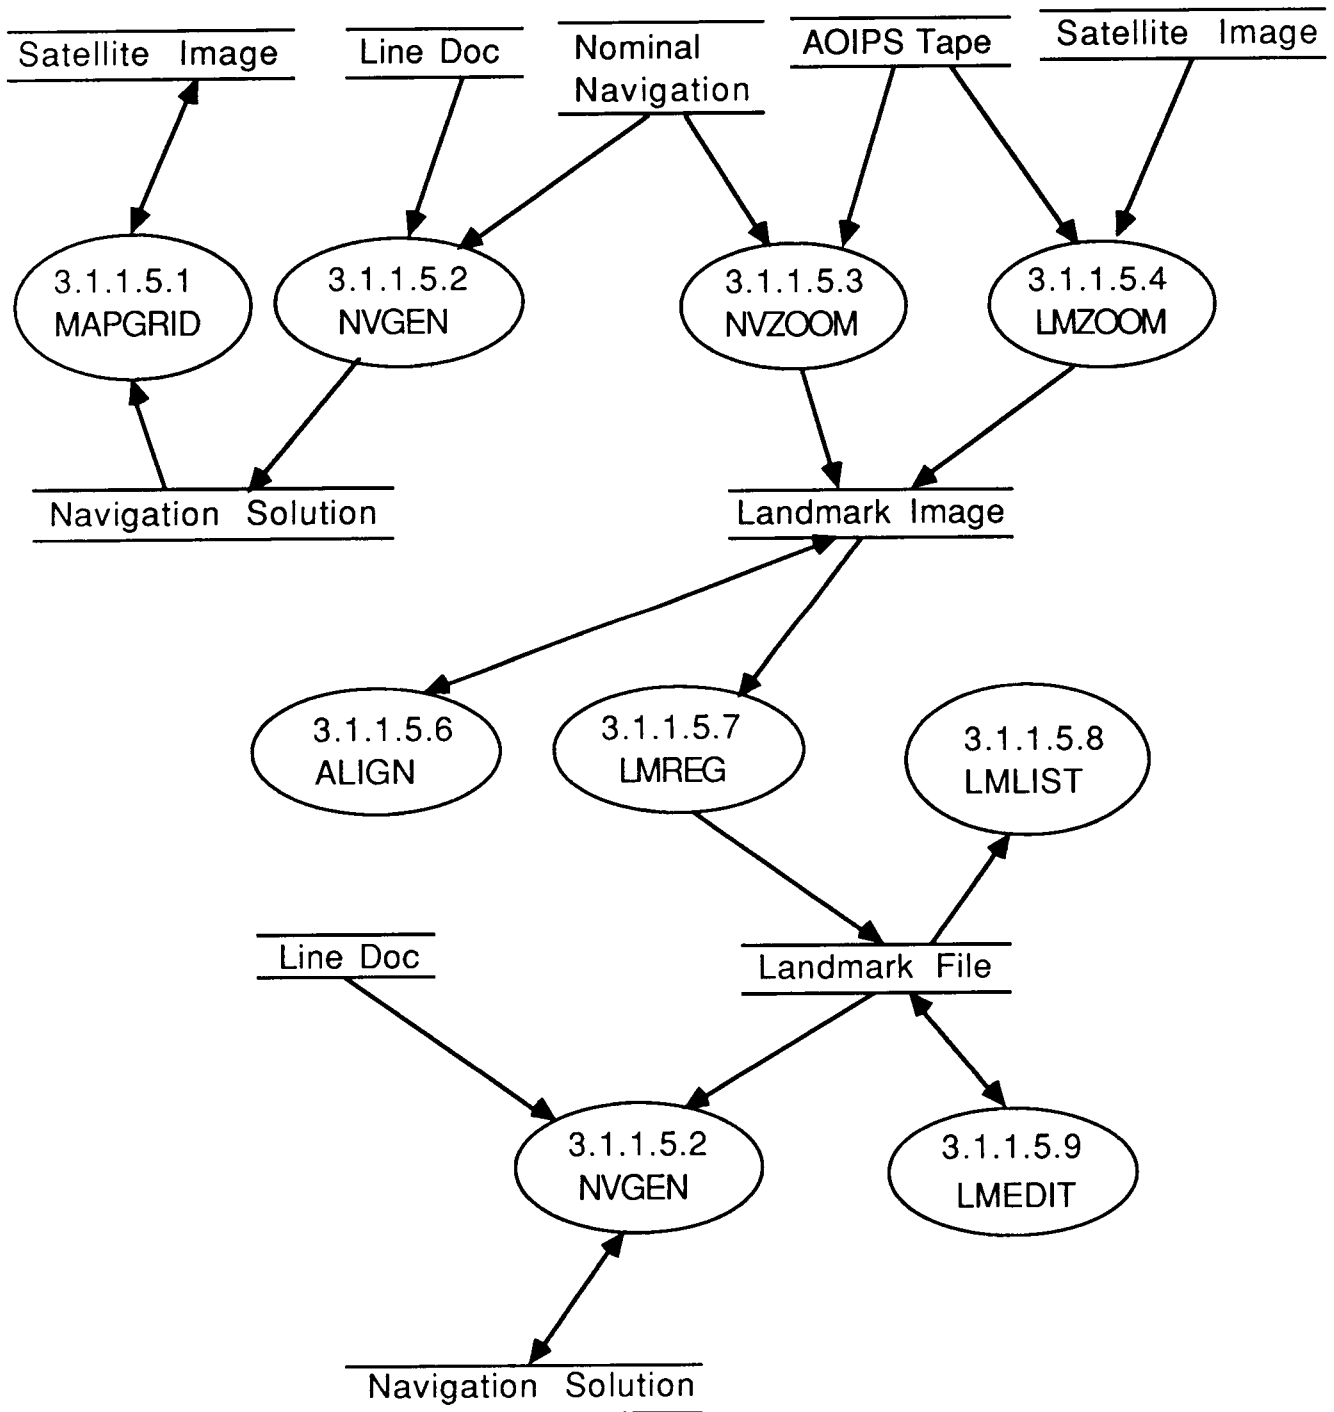 Satellite Image
Line Doc
Nominal
Navigation
AOIPS Tape
Satellite Image
3.1.1.5.1
MAPGRID
3.1.1.5.2
NVGEN
3.1.1.5.3
NVZOOM
3.1.1.5.4
LMZOOM
Navigation Solution
Landmark Image
3.1.1.5.6
ALIGN
3.1.1.5.7
LMREG
3.1.1.5.8
LMLIST
Line Doc
Landmark File
3.1.1.5.2
NVGEN
3.1.1.5.9
LMEDIT
Navigation Solution